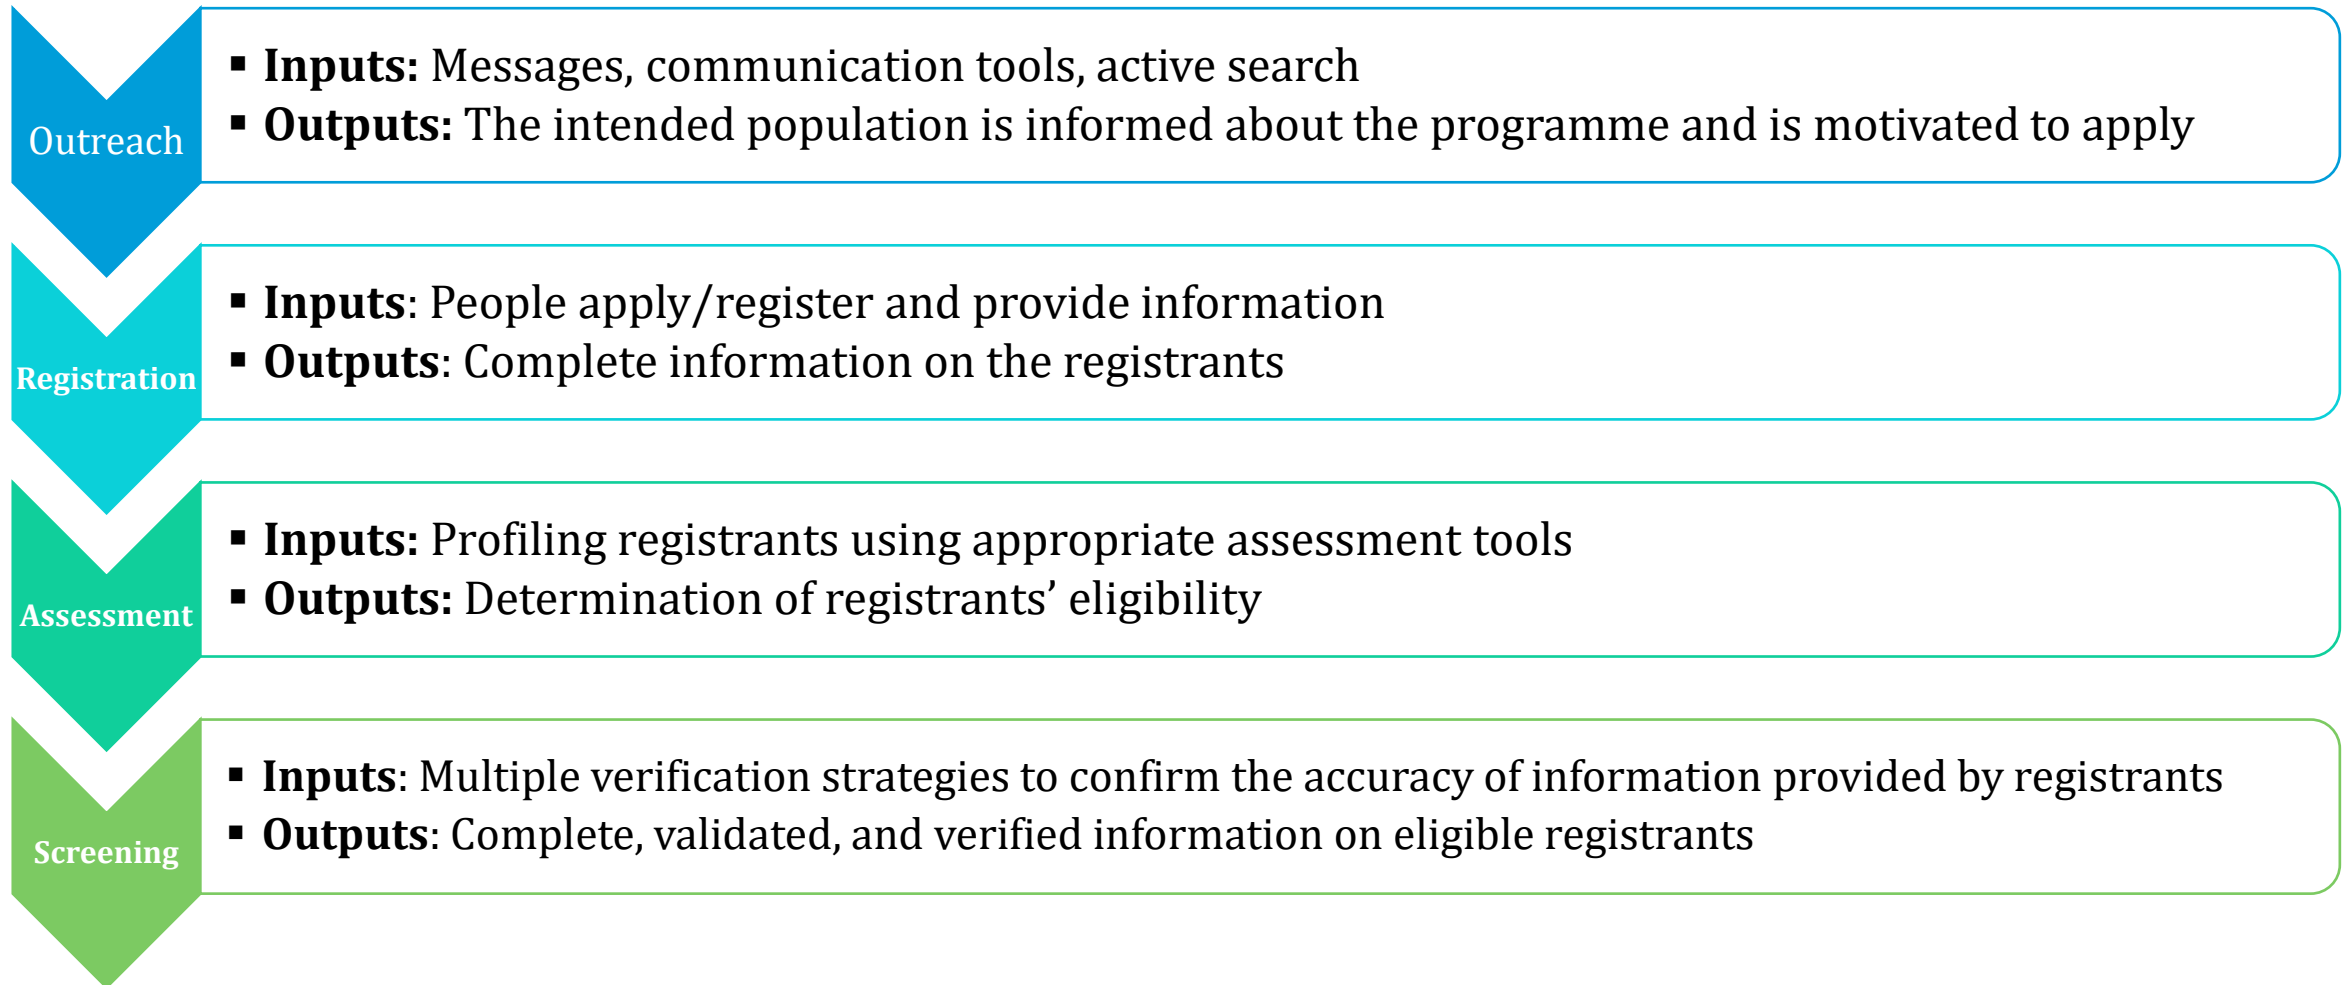 Outreach
▪ Inputs: Messages, communication tools, active search
▪ Outputs: The intended population is informed about the programme and is motivated to apply
Registration
▪ Inputs: People apply/register and provide information
▪ Outputs: Complete information on the registrants
Assessment
▪ Inputs: Profiling registrants using appropriate assessment tools
▪ Outputs: Determination of registrants’ eligibility
Screening
▪ Inputs: Multiple verification strategies to confirm the accuracy of information provided by registrants
▪ Outputs: Complete, validated, and verified information on eligible registrants